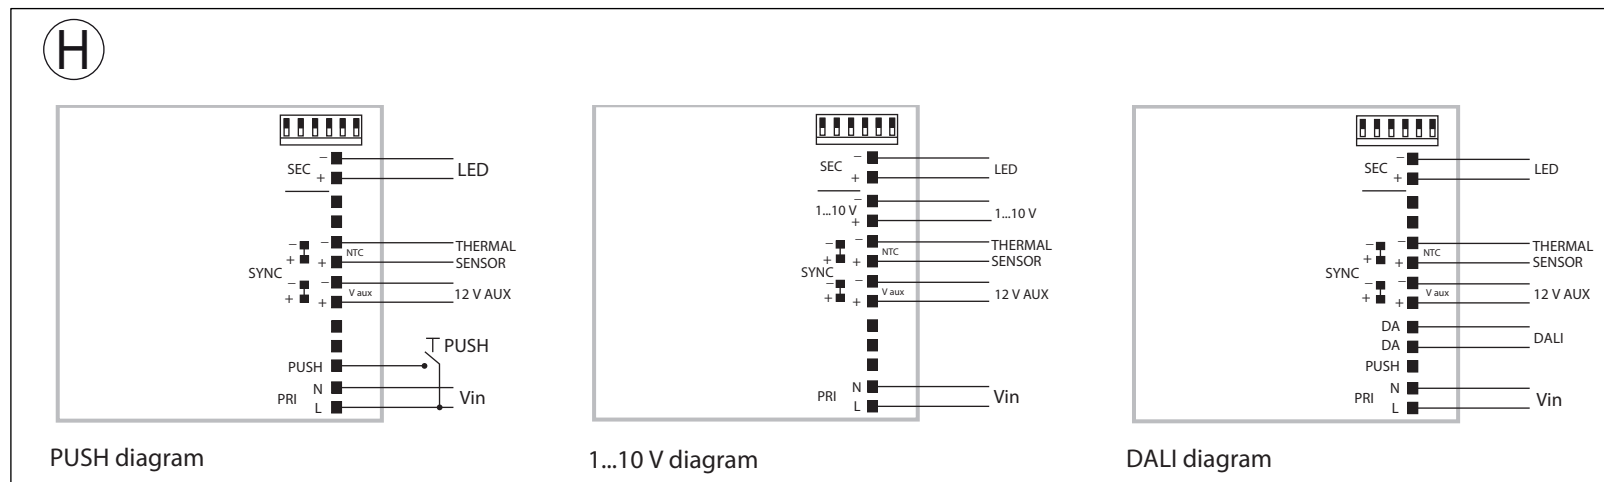 H
SEC
−
+
LED
−
+
SYNC
−
+
−
+
NTC
THERMAL
SENSOR
−
+
V aux
12 V AUX
PUSH
PUSH
PRI
N
L
Vin
PUSH diagram
SEC
−
+
LED
1...10 V
−
+
1...10 V
SYNC
−
+
−
+
−
+
NTC
THERMAL
SENSOR
−
+
V aux
12 V AUX
PRI
N
L
Vin
1...10 V diagram
SEC
−
+
LED
SYNC
−
+
−
+
−
+
NTC
THERMAL
SENSOR
−
+
V aux
12 V AUX
DA
DA
DALI
PUSH
PRI
N
L
Vin
DALI diagram